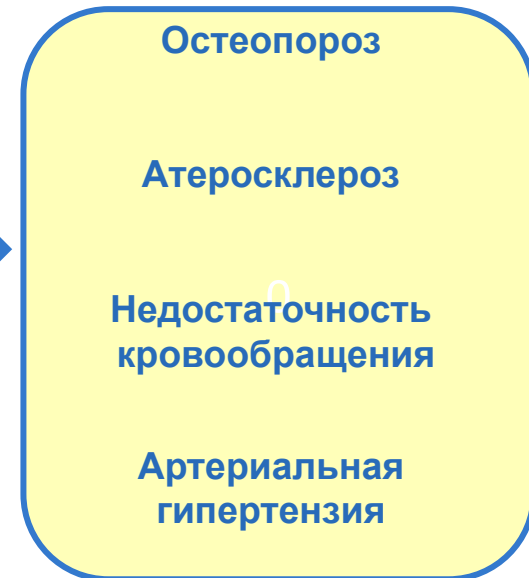 Остеопороз
Атеросклероз
Недостаточность
кровообращения
Артериальная
гипертензия